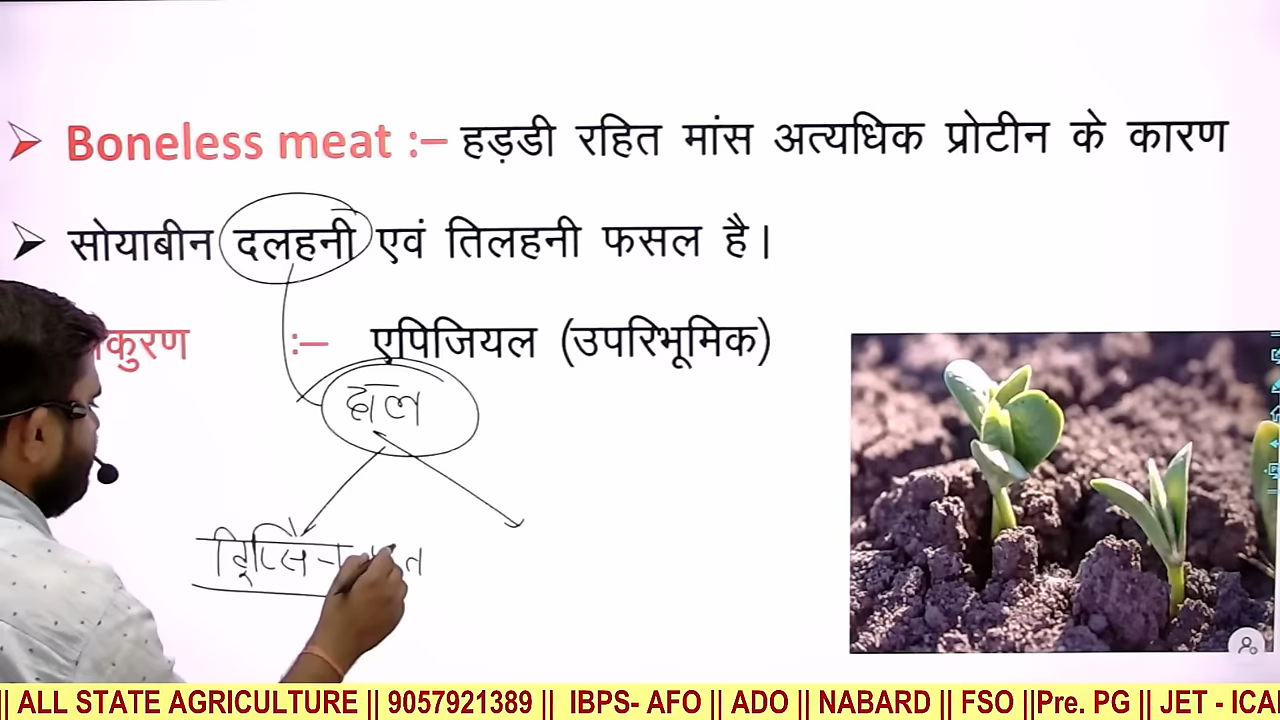 Boneless meat :– हड़डी रहित मांस अत्यधिक प्रोटीन के कारण
सोयाबीन दलहनी एवं तिलहनी फसल है।
कुरण :– एपिजियल (उपरिभूमिक)
दाल
|| ALL STATE AGRICULTURE || 9057921389 || IBPS- AFO || ADO || NABARD || FSO ||Pre. PG || JET - ICA